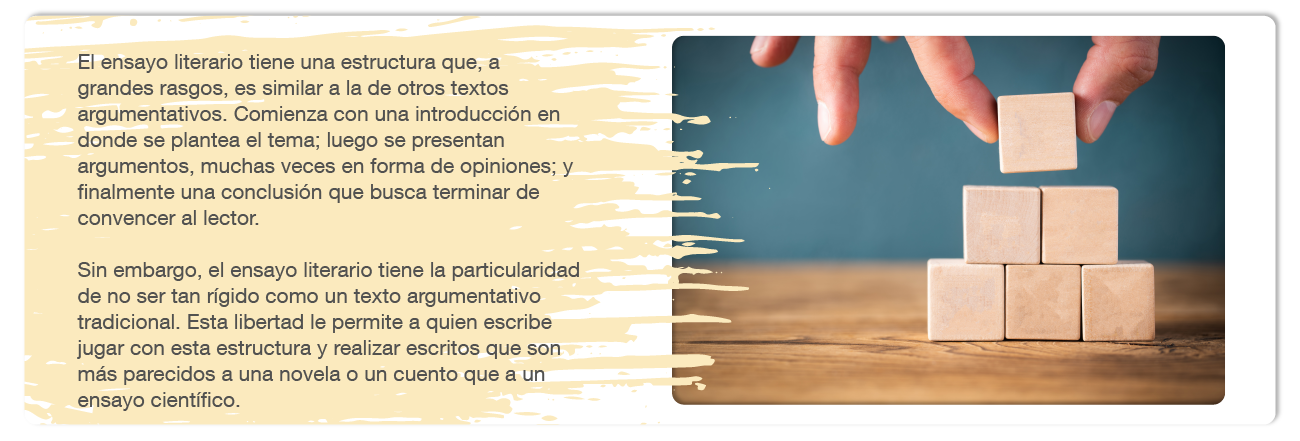 El ensayo literario tiene una estructura que, a
grandes rasgos, es similar a la de otros textos
argumentativos. Comienza con una introducción en
donde se plantea el tema; luego se presentan
argumentos, muchas veces en forma de opiniones; y
finalmente una conclusión que busca terminar de
convencer al lector.
Sin embargo, el ensayo literario tiene la particularidad
de no ser tan rígido como un texto argumentativo
tradicional. Esta libertad le permite a quien escribe
jugar con esta estructura y realizar escritos que son
más parecidos a una novela o un cuento que a un
ensayo científico.